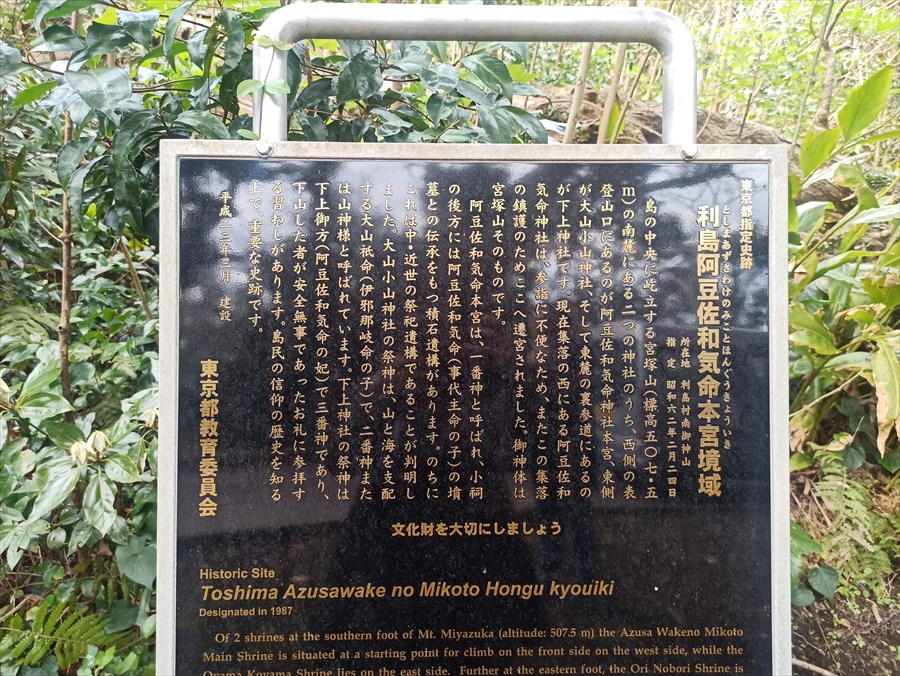 東京都指定史跡
としまあずさわけのみことほんぐうきょういき
利島阿豆佐和気命本宮境域
所在地 利島村南御神山
指定 昭和六二年二月二四日
島の中央に屹立する宮塚山(標高五〇七・五
m)の南麓にある二つの神社のうち、西側の表
登山口にあるのが阿豆佐和気命神社本宮、東側
が大山小山神社、そして東麓の裏参道にあるの
が下上神社です。現在集落の西にある阿豆佐和
気命神社は、参詣に不便なため、またこの集落
の鎮護のためここへ遷宮されました。御神体は
宮塚山そのものです。
阿豆佐和気命本宮は、一番神と呼ばれ、小祠
の後方には阿豆佐和気命(事代主命の子)の墳
墓との伝承をもつ積石遺構があります。のちに
これは中・近世の祭祀遺構であることが判明し
ました。大山小山神社の祭神は、山と海を支配
する大山祇命(伊邪那岐命の子)で、二番神また
は山神様と呼ばれています。下上神社の祭神は
下上御方(阿豆佐和気命の妃)で三番神であり、
下山した者が安全無事であったお礼に参拝す
る習わしがあります。島民の信仰の歴史を知る
上で、重要な史跡です。
平成二三年三月 建設
東京都教育委員会
文化財を大切にしましょう
Historic Site
Toshima Azusawake no Mikoto Hongu kyouiki
Designated in 1987
Of 2 shrines at the southern foot of Mt. Miyazuka (altitude: 507.5 m) the Azusa Wakeno Mikoto
Main Shrine is situated at a starting point for climb on the front side on the west side, while the
Oyama Koyama Shrine lies on the east side. Further at the eastern foot, the Ori Nobori Shrine is